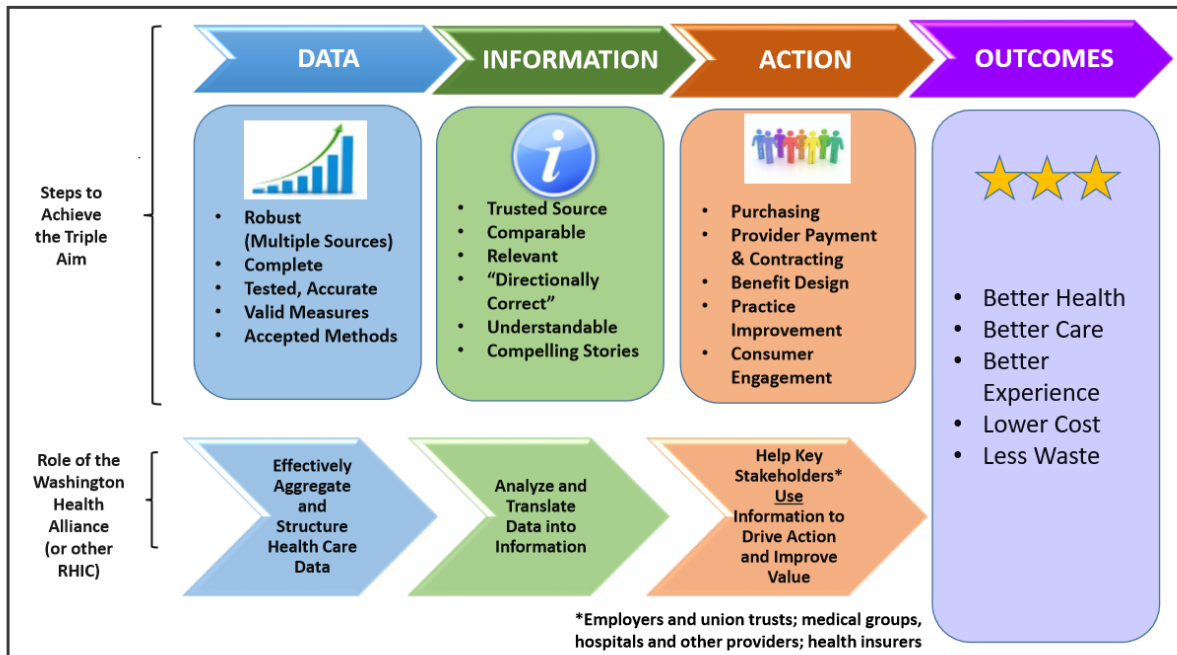 DATA
INFORMATION
ACTION
OUTCOMES
Steps to
Achieve
the Triple
Aim
• Robust
(Multiple Sources)
• Complete
• Tested, Accurate
• Valid Measures
• Accepted Methods
i
• Trusted Source
• Comparable
• Relevant
• “Directionally
Correct”
• Understandable
• Compelling Stories
• Purchasing
• Provider Payment
& Contracting
• Benefit Design
• Practice
Improvement
• Consumer
Engagement
• Better Health
• Better Care
• Better
Experience
• Lower Cost
• Less Waste
Role of the
Washington
Health
Alliance
(or other
RHIC)
Effectively
Aggregate
and
Structure
Health Care
Data
Analyze and
Translate
Data into
Information
Help Key
Stakeholders*
Use
Information to
Drive Action
and Improve
Value
*Employers and union trusts; medical groups,
hospitals and other providers; health insurers